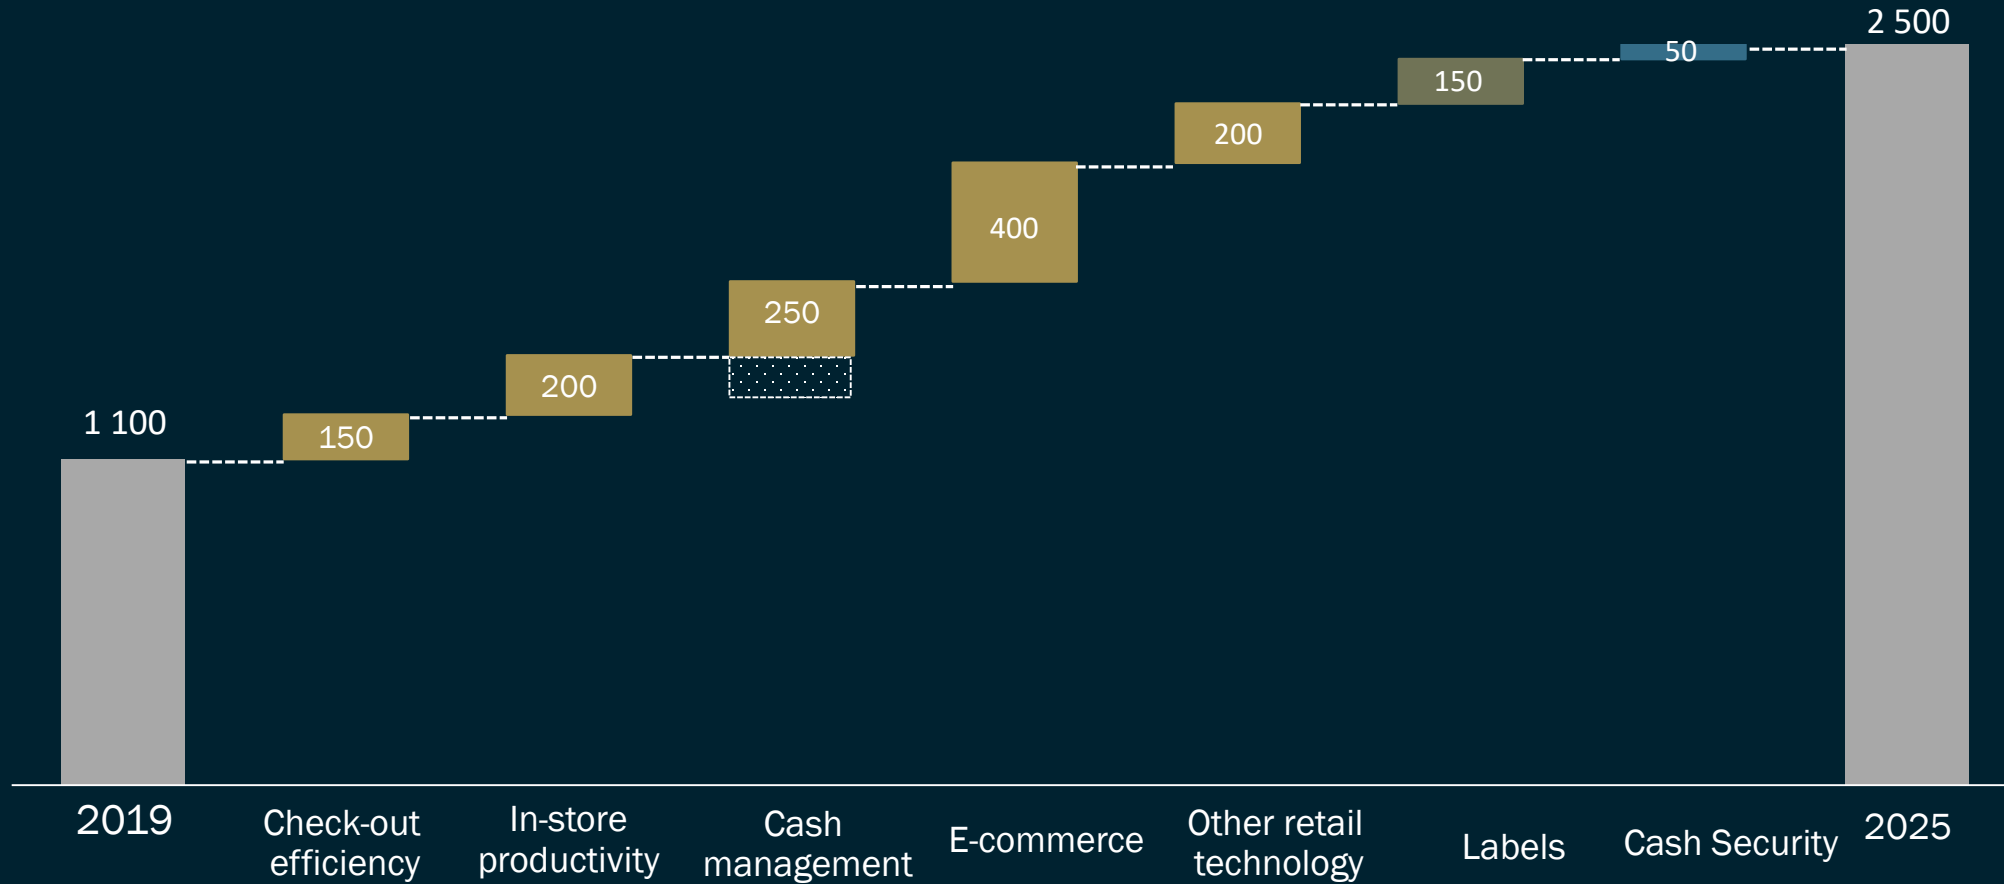 2 500
50
150
200
400
250
200
1 100
150
2019
Check-out
efficiency
In-store
productivity
Cash
management
E-commerce
Other retail
technology
Labels
Cash Security
2025